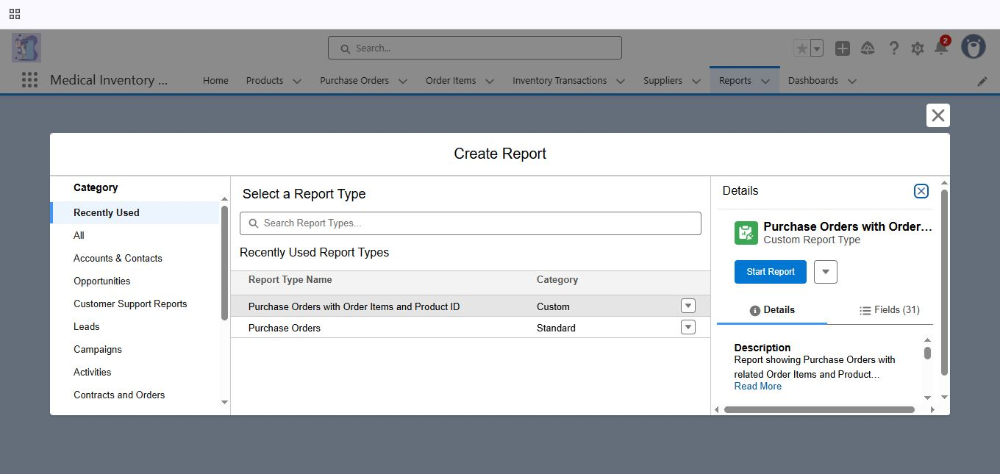 Search...
2
Medical Inventory ...
Home
Products
Purchase Orders
Order Items
Inventory Transactions
Suppliers
Reports
Dashboards
Create Report
Category
Recently Used
All
Accounts & Contacts
Opportunities
Customer Support Reports
Leads
Campaigns
Activities
Contracts and Orders
Select a Report Type
Search Report Types...
Recently Used Report Types
Report Type Name
Category
Purchase Orders with Order Items and Product ID
Custom
Purchase Orders
Standard
Details
Purchase Orders with Order...
Custom Report Type
Start Report
Details
Fields (31)
Description
Report showing Purchase Orders with
related Order Items and Product...
Read More